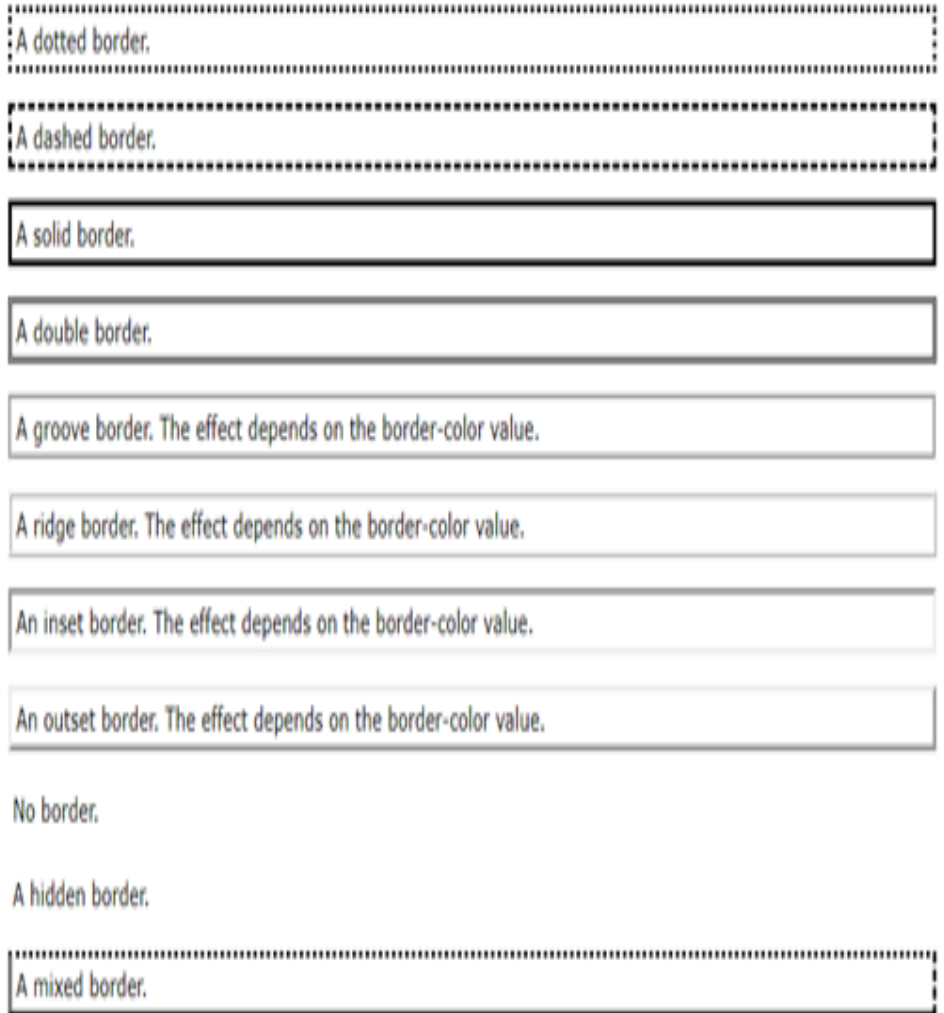 A dotted border.
A dashed border.
A solid border.
A double border.
A groove border. The effect depends on the border-color value.
A ridge border. The effect depends on the border-color value.
An inset border. The effect depends on the border-color value.
An outset border. The effect depends on the border-color value.
No border.
A hidden border.
A mixed border.